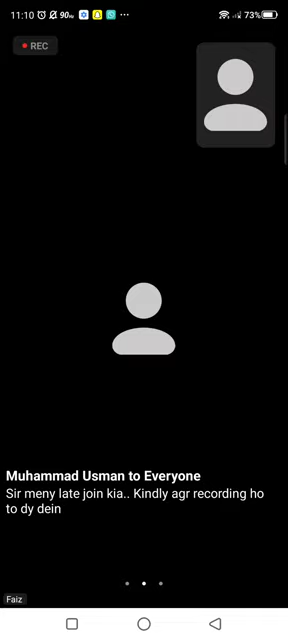 11:10 90Hz ... 73%
REC
Muhammad Usman to Everyone
Sir meny late join kia.. Kindly agr recording ho
to dy dein
Faiz